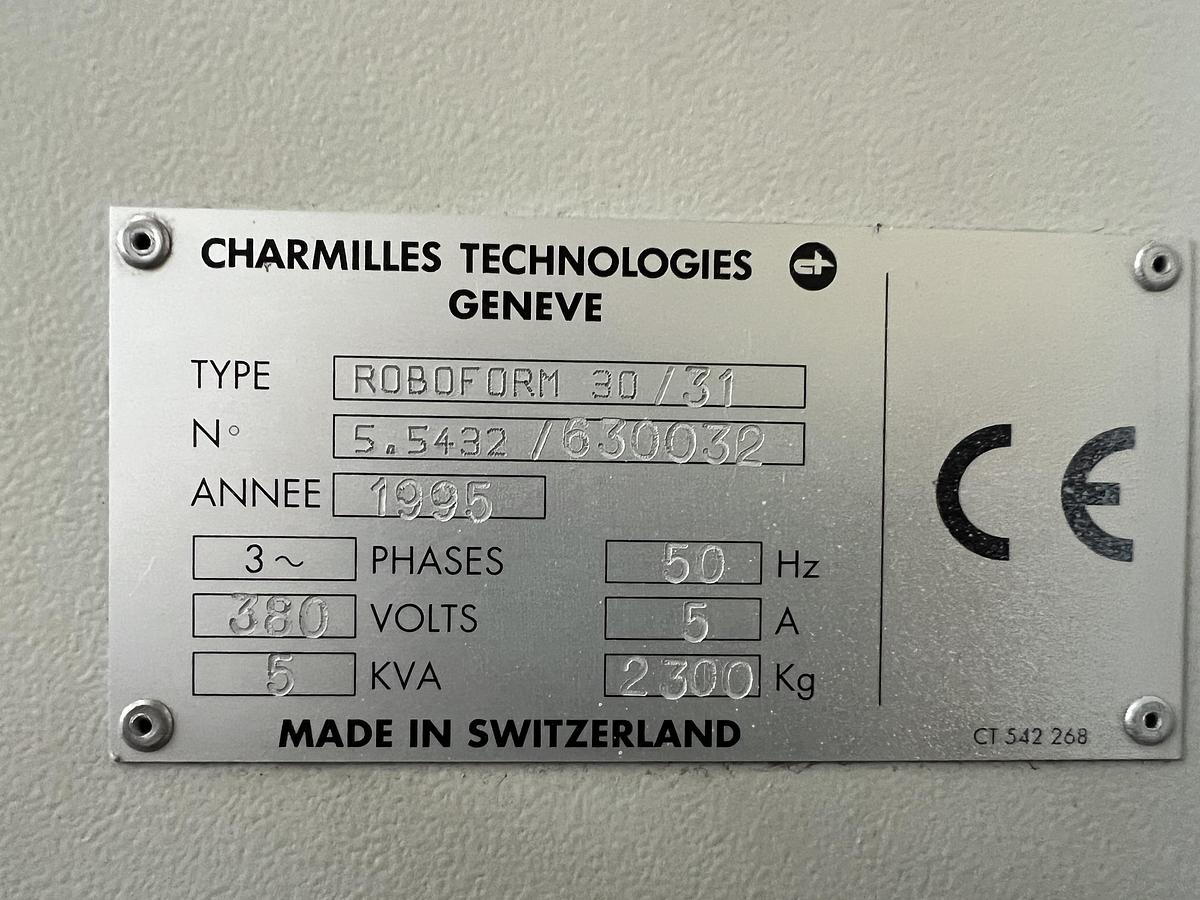 CHARMILLES TECHNOLOGIES
GENEVE
TYPE ROBOFORM 30/31
N° 5.5432/630032
ANNEE 1995
3~ PHASES 50 Hz
380 VOLTS 5 A
5 KVA 2300 Kg
MADE IN SWITZERLAND
CE
CT 542 268